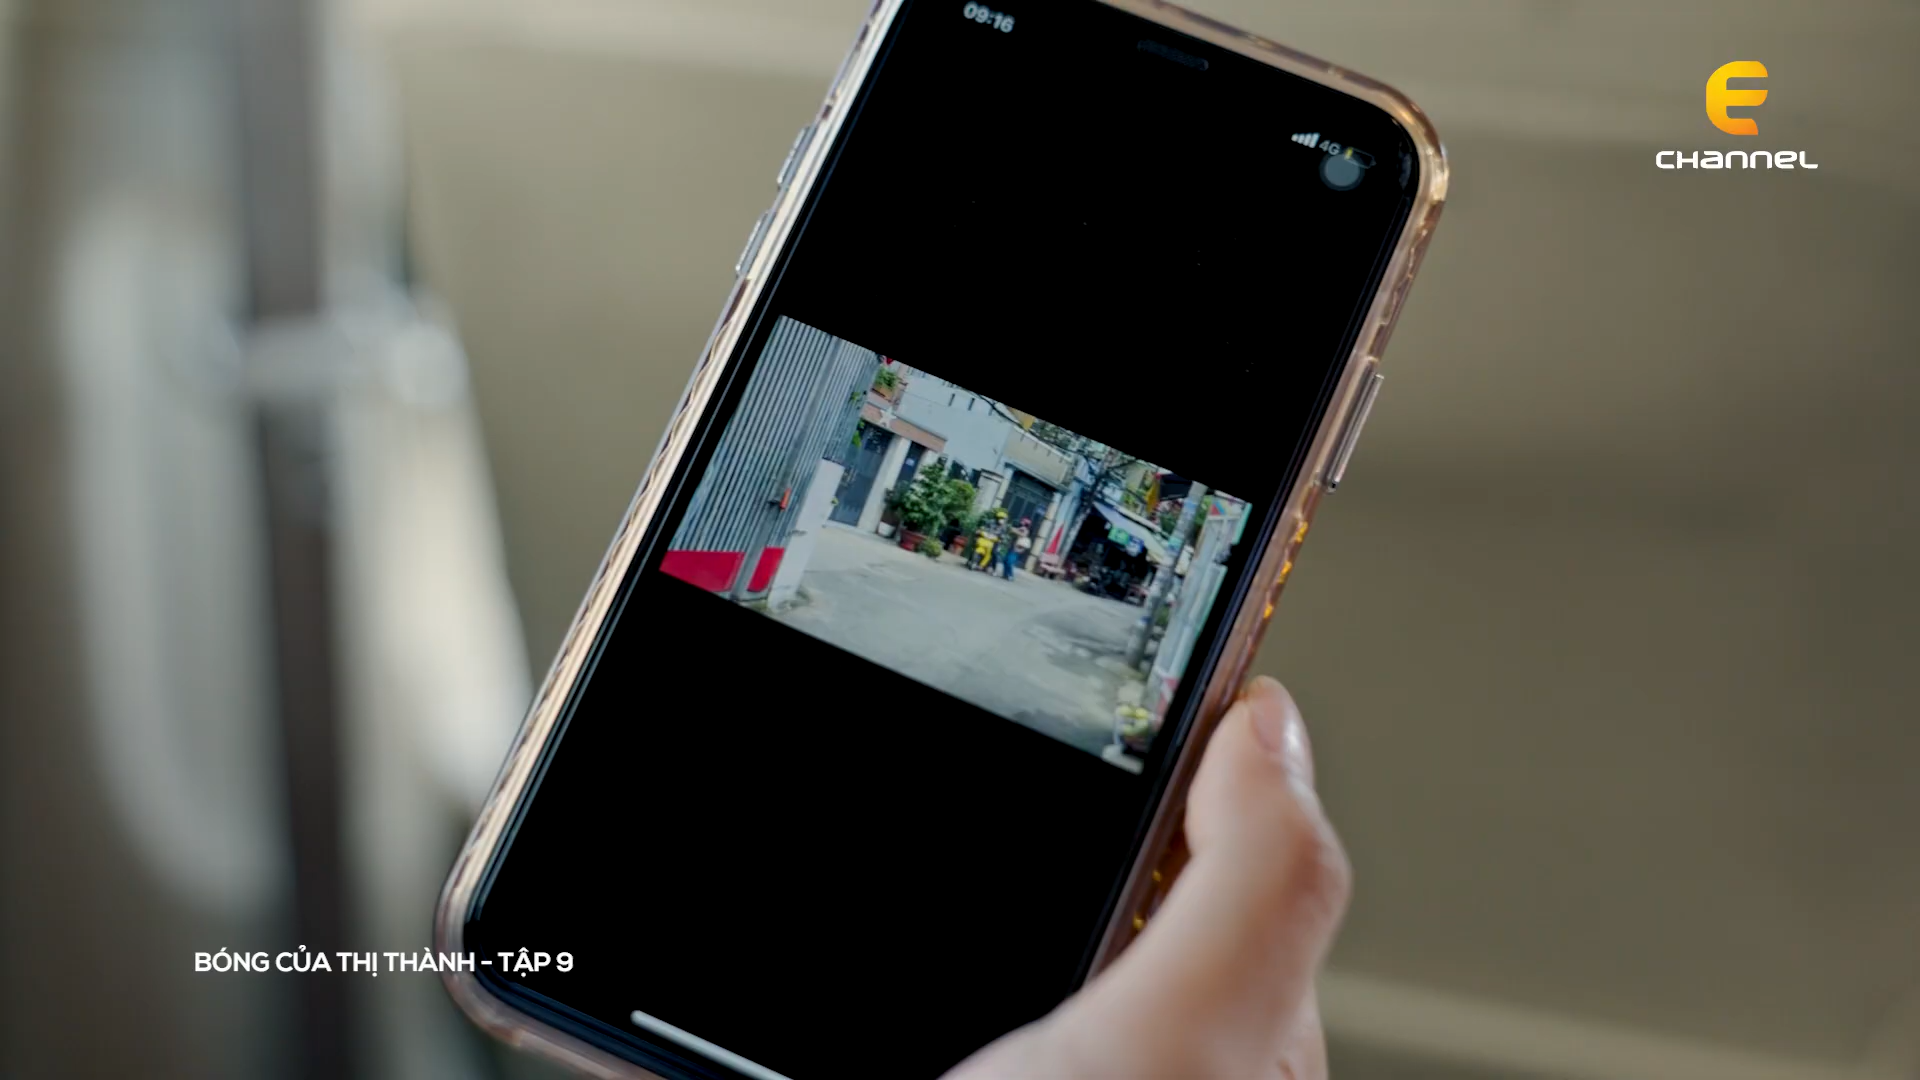 09:16
4G
E
CHANNEL
BÓNG CỦA THỊ THÀNH - TẬP 9